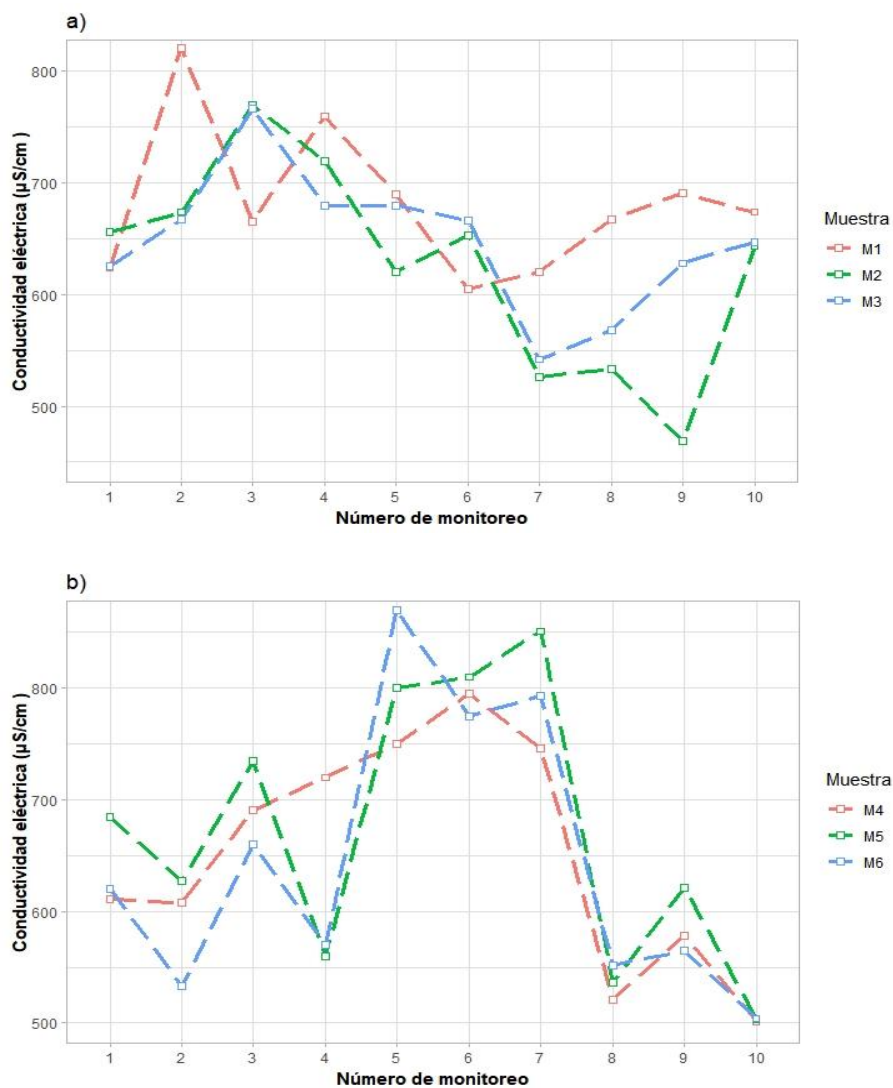 a)
Conductividad eléctrica (µS/cm )
800
700
600
500
1 2 3 4 5 6 7 8 9 10
Número de monitoreo
Muestra
M1
M2
M3
b)
Conductividad eléctrica (µS/cm )
800
700
600
500
1 2 3 4 5 6 7 8 9 10
Número de monitoreo
Muestra
M4
M5
M6